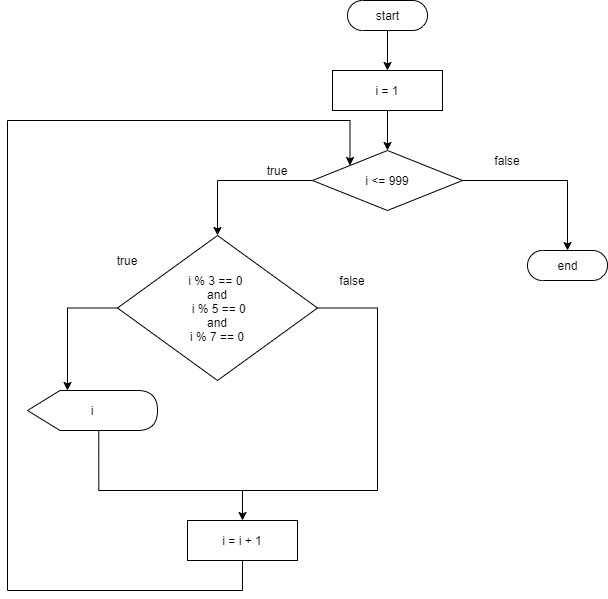 start
i = 1
i <= 999
true
false
end
true
false
i % 3 == 0
and
i % 5 == 0
and
i % 7 == 0
i
i = i + 1